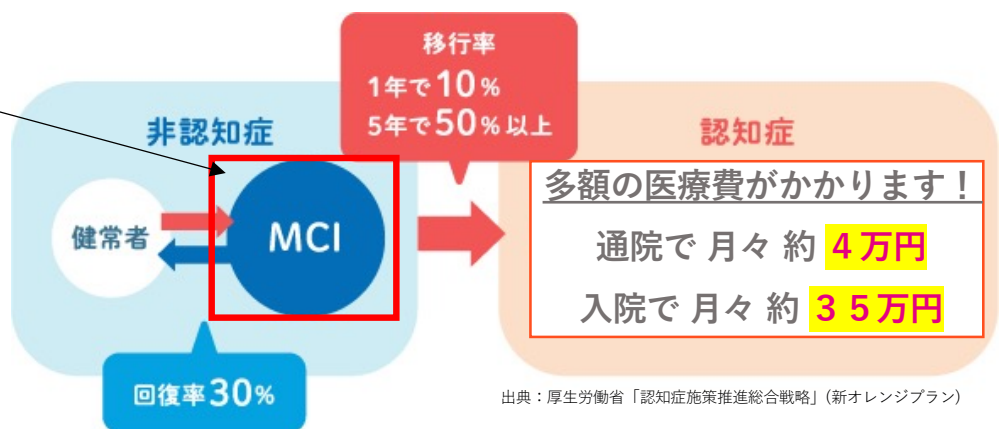 移行率
1年で10%
5年で50%以上
非認知症
認知症
健常者
MCI
多額の医療費がかかります！
通院で 月々 約 ４万円
入院で 月々 約 ３５万円
回復率30%
出典：厚生労働省「認知症施策推進総合戦略」(新オレンジプラン)